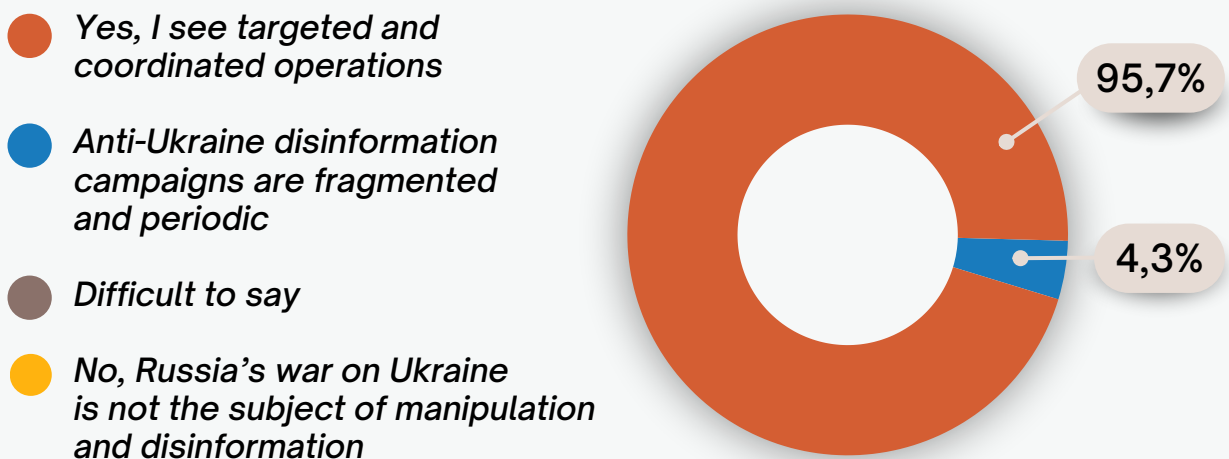 Yes, I see targeted and
coordinated operations
Anti-Ukraine disinformation
campaigns are fragmented
and periodic
Difficult to say
No, Russia’s war on Ukraine
is not the subject of manipulation
and disinformation
95,7%
4,3%